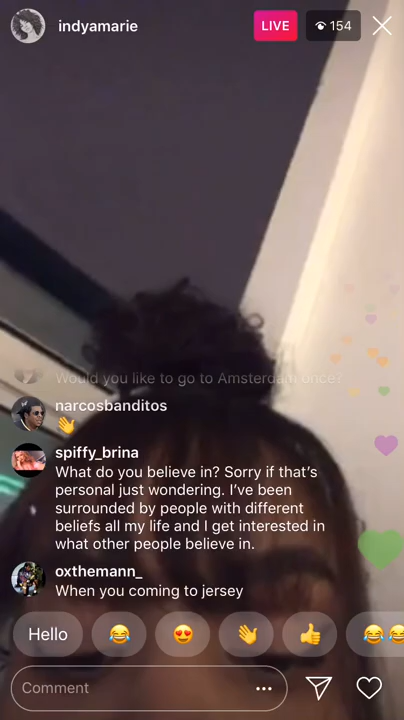 indyamarie
LIVE
154
Would you like to go to Amsterdam once?
narcosbanditos
👋
spiffy_brina
What do you believe in? Sorry if that's
personal just wondering. I've been
surrounded by people with different
beliefs all my life and I get interested in
what other people believe in.
oxthemann_
When you coming to jersey
Hello 😂 😍 👋 👍 😂😂
Comment